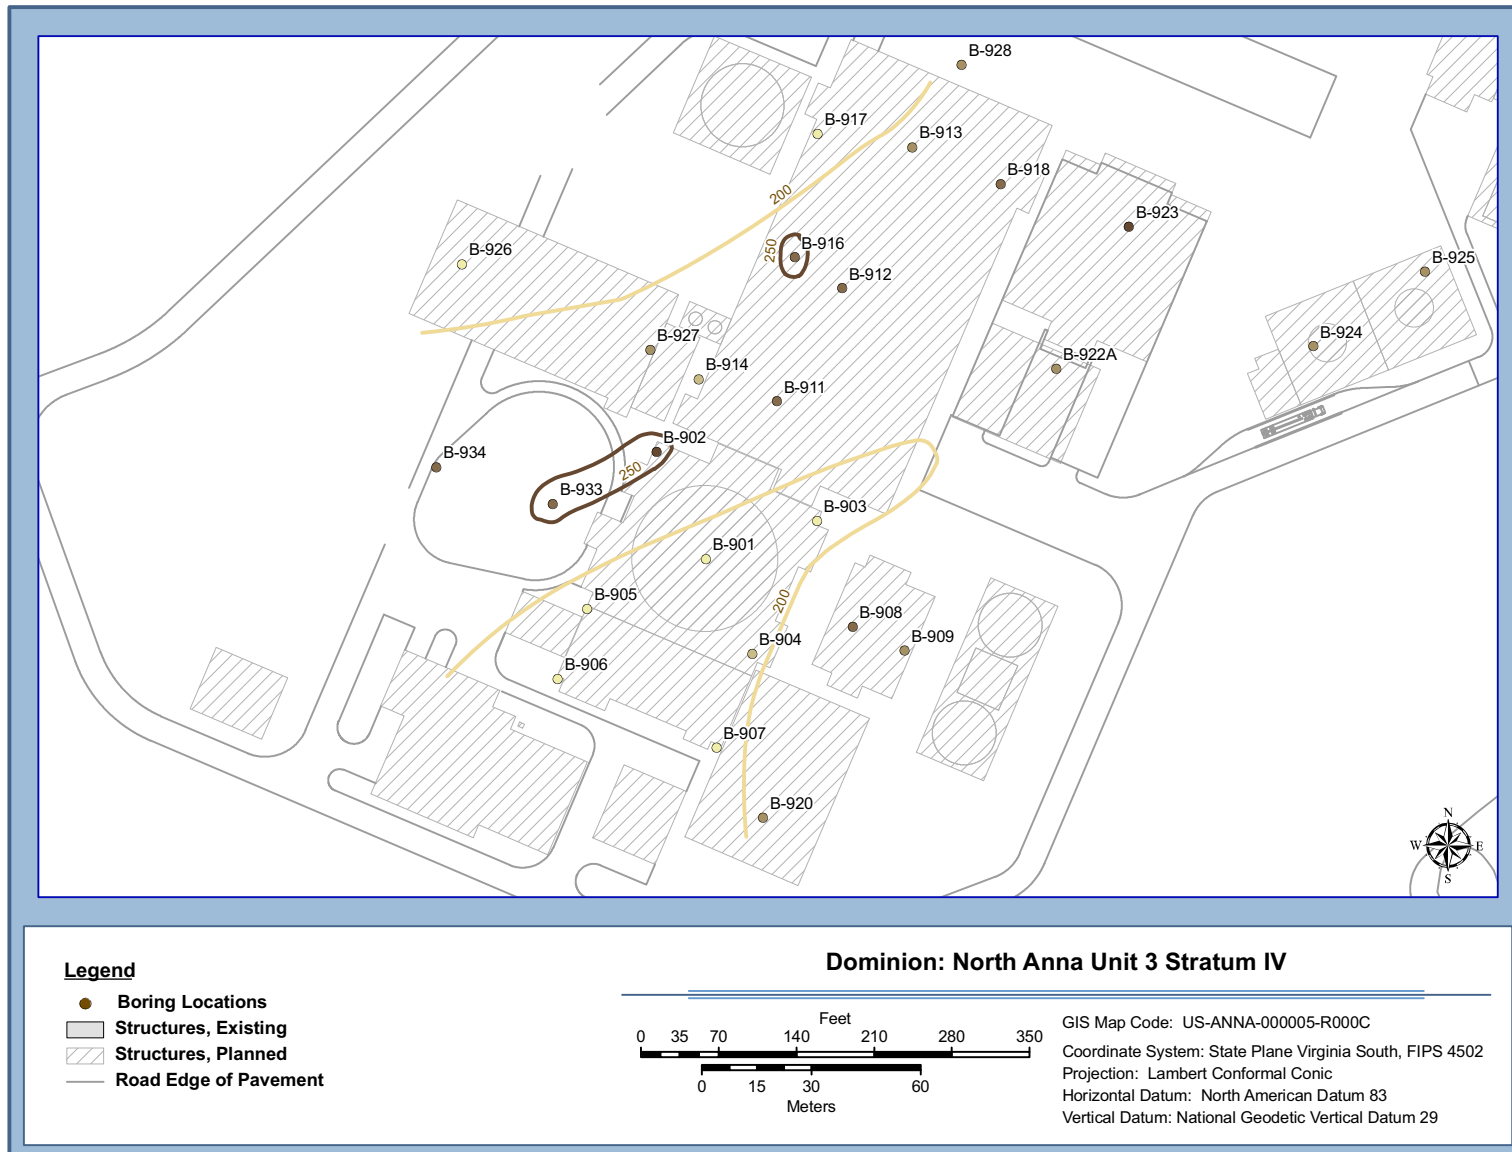 B-928
B-917
B-913
B-918
200
B-923
B-916
250
B-926
B-912
B-925
B-927
B-924
B-922A
B-914
B-911
B-902
B-934
250
B-933
B-903
B-901
B-905
200
B-908
B-904
B-909
B-906
B-907
B-920
N
W E
S
Legend
Boring Locations
Structures, Existing
Structures, Planned
Road Edge of Pavement
Dominion: North Anna Unit 3 Stratum IV
Feet
0 35 70 140 210 280 350
0 15 30 60
Meters
GIS Map Code: US-ANNA-000005-R000C
Coordinate System: State Plane Virginia South, FIPS 4502
Projection: Lambert Conformal Conic
Horizontal Datum: North American Datum 83
Vertical Datum: National Geodetic Vertical Datum 29